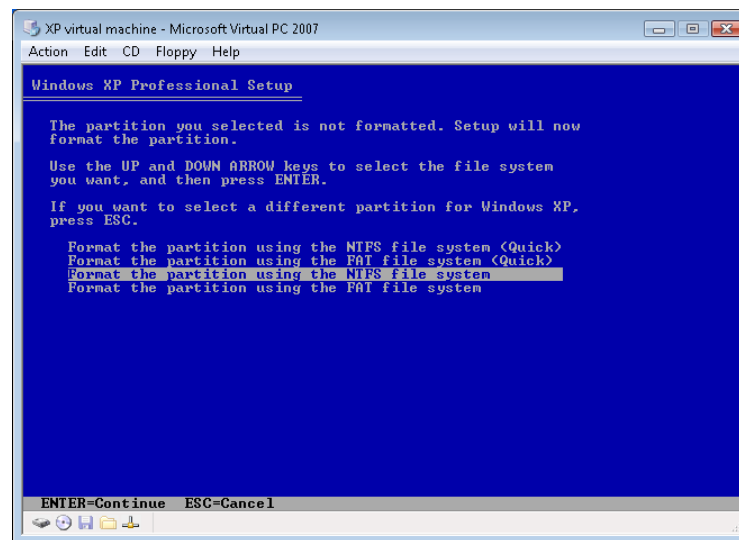 XP virtual machine - Microsoft Virtual PC 2007
Action Edit CD Floppy Help
Windows XP Professional Setup
The partition you selected is not formatted. Setup will now
format the partition.
Use the UP and DOWN ARROW keys to select the file system
you want, and then press ENTER.
If you want to select a different partition for Windows XP,
press ESC.
Format the partition using the NTFS file system (Quick)
Format the partition using the FAT file system (Quick)
Format the partition using the NTFS file system
Format the partition using the FAT file system
ENTER=Continue ESC=Cancel